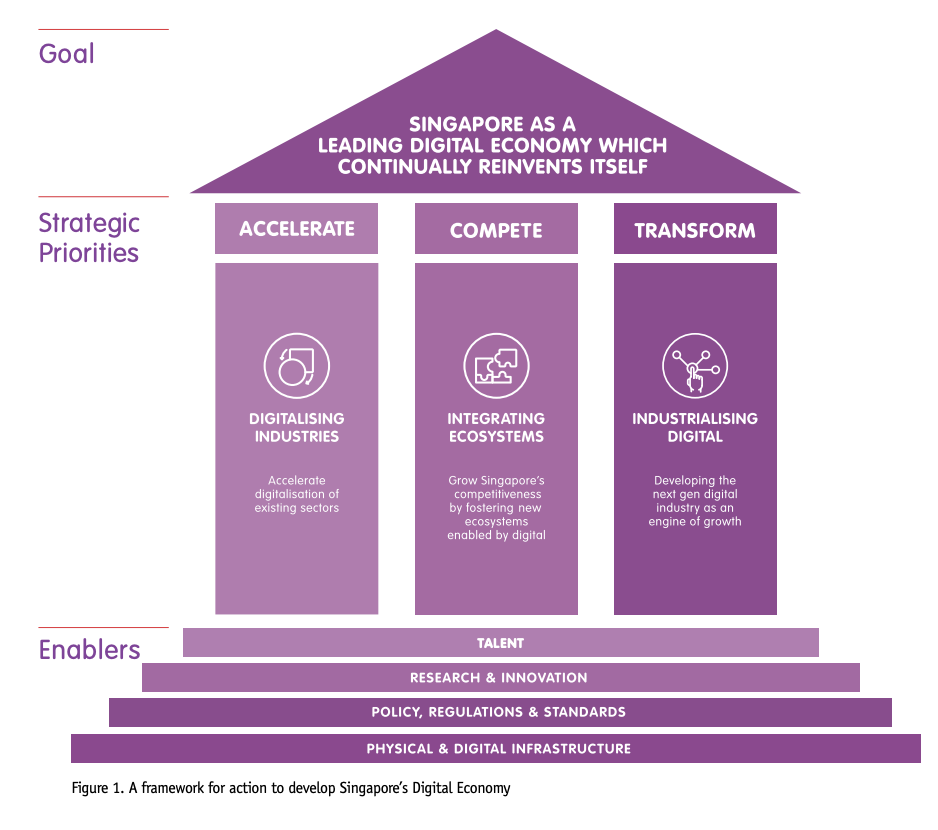 Goal
SINGAPORE AS A
LEADING DIGITAL ECONOMY WHICH
CONTINUALLY REINVENTS ITSELF
Strategic
Priorities
ACCELERATE
DIGITALISING
INDUSTRIES
Accelerate
digitalisation of
existing sectors
COMPETE
INTEGRATING
ECOSYSTEMS
Grow Singapore's
competitiveness
by fostering new
ecosystems
enabled by digital
TRANSFORM
INDUSTRIALISING
DIGITAL
Developing the
next gen digital
industry as an
engine of growth
Enablers
TALENT
RESEARCH & INNOVATION
POLICY, REGULATIONS & STANDARDS
PHYSICAL & DIGITAL INFRASTRUCTURE
Figure 1. A framework for action to develop Singapore's Digital Economy